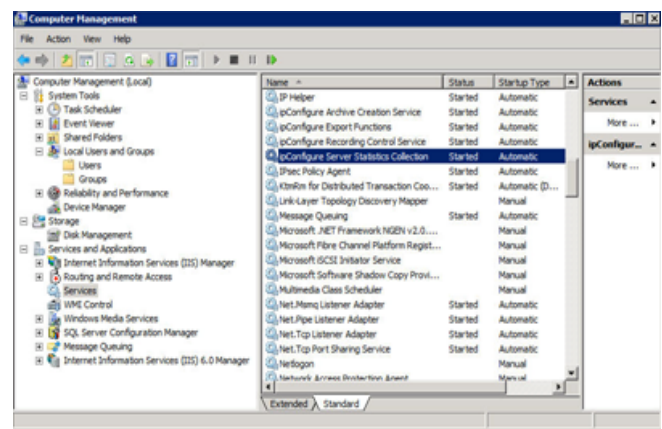 Computer Management
File Action View Help
Computer Management (Local)
System Tools
Task Scheduler
Event Viewer
Shared Folders
Local Users and Groups
Users
Groups
Reliability and Performance
Device Manager
Storage
Disk Management
Services and Applications
Internet Information Services (IIS) Manager
Routing and Remote Access
Services
WMI Control
Windows Media Services
SQL Server Configuration Manager
Message Queuing
Internet Information Services (IIS) 6.0 Manager
Name Status Startup Type
IP Helper Started Automatic
ipConfigure Archive Creation Service Started Automatic
ipConfigure Export Functions Started Automatic
ipConfigure Recording Control Service Started Automatic
ipConfigure Server Statistics Collection Started Automatic
IPsec Policy Agent Started Automatic
KtmRm for Distributed Transaction Coo... Started Automatic (D...
Link-Layer Topology Discovery Mapper Manual
Message Queuing Started Automatic
Microsoft .NET Framework NGEN v2.0.... Manual
Microsoft Fibre Channel Platform Regist... Manual
Microsoft iSCSI Initiator Service Manual
Microsoft Software Shadow Copy Provi... Manual
Multimedia Class Scheduler Manual
Net.Msmq Listener Adapter Started Automatic
Net.Pipe Listener Adapter Started Automatic
Net.Tcp Listener Adapter Started Automatic
Net.Tcp Port Sharing Service Started Automatic
Netlogon Manual
Network Access Protection Agent Manual
Extended Standard
Actions
Services
More ...
ipConfigur...
More ...